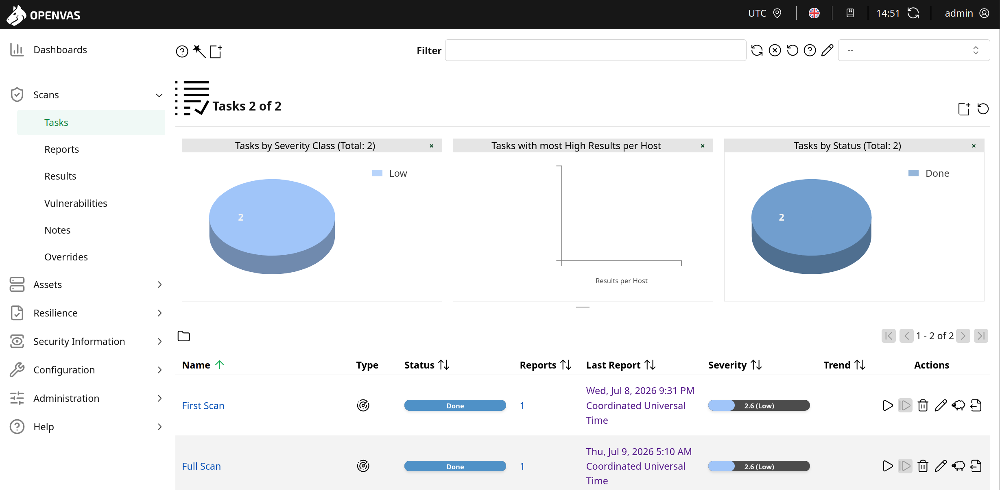 OPENVAS
UTC
14:51
admin
Dashboards
Scans
Tasks
Reports
Results
Vulnerabilities
Notes
Overrides
Assets
Resilience
Security Information
Configuration
Administration
Help
Filter
--
Tasks 2 of 2
Tasks by Severity Class (Total: 2) ×
Low
2
Tasks with most High Results per Host ×
Results per Host
Tasks by Status (Total: 2) ×
Done
2
1 - 2 of 2
Name Type Status Reports Last Report Severity Trend Actions
First Scan Done 1 Wed, Jul 8, 2026 9:31 PM
Coordinated Universal
Time
2.6 (Low)
Full Scan Done 1 Thu, Jul 9, 2026 5:10 AM
Coordinated Universal
Time
2.6 (Low)